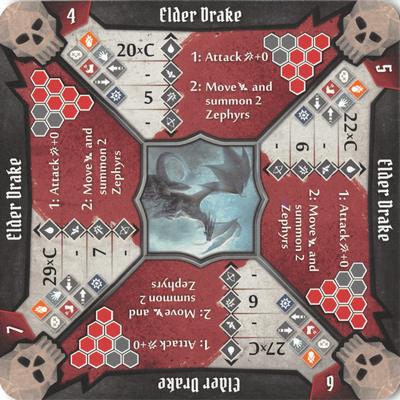 4
Elder Drake
20xC
-
5
-
1: Attack +0
2: Move and
summon 2
Zephyrs
5
Elder Drake
22xC
-
6
-
1: Attack +0
2: Move and
summon 2
Zephyrs
6
Elder Drake
27xC
-
6
-
1: Attack +0
2: Move and
summon 2
Zephyrs
7
Elder Drake
29xC
-
7
-
1: Attack +0
2: Move and
summon 2
Zephyrs